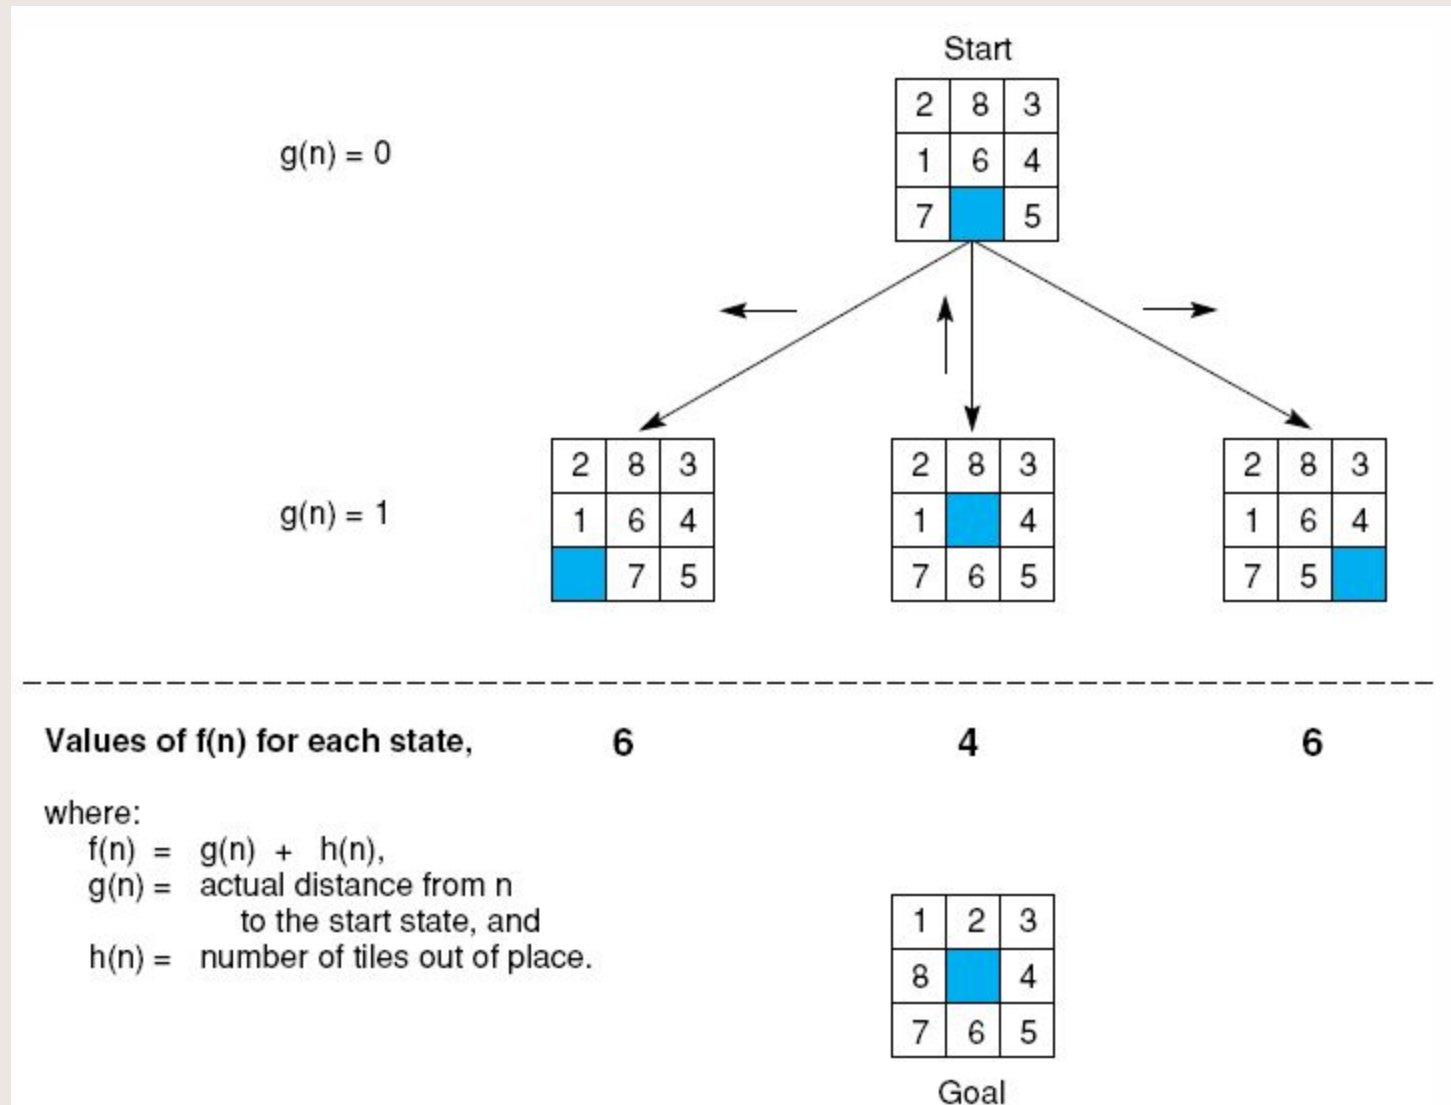 Start
2 8 3
g(n) = 0
1 6 4
7 5
2 8 3 2 8 3 2 8 3
g(n) = 1
1 6 4 1 4 1 6 4
7 5 7 6 5 7 5
Values of f(n) for each state, 6 4 6
where:
f(n) = g(n) + h(n),
g(n) = actual distance from n
to the start state, and
h(n) = number of tiles out of place.
1 2 3
8 4
7 6 5
Goal